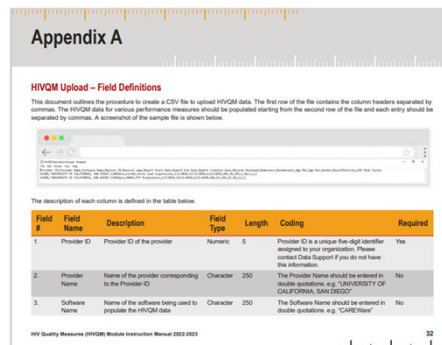 Appendix A
HIVQM Upload – Field Definitions
This document outlines the procedure to create a CSV file to upload HIVQM data. The first row of the file contains the column headers separated by
commas. The HIVQM data for various performance measures should be populated starting from the second row of the file and each entry should be
separated by commas. A screenshot of the sample file is shown below.
The description of each column is defined in the table below.
Field # Field Name Description Field Type Length Coding Required
1. Provider ID Provider ID of the provider Numeric 5 Provider ID is a unique five-digit identifier Yes
assigned to your organization. Please
contact Data Support if you do not have
this information.
2. Provider Name Name of the provider corresponding Character 250 The Provider Name should be entered in No
to the Provider ID double quotations. e.g. "UNIVERSITY OF
CALIFORNIA, SAN DIEGO"
3. Software Name Name of the software being used to Character 250 The Software Name should be entered in No
populate the HIVQM data double quotations. e.g. "CAREWare"
HIV Quality Measures (HIVQM) Module Instruction Manual 2022-2023 32